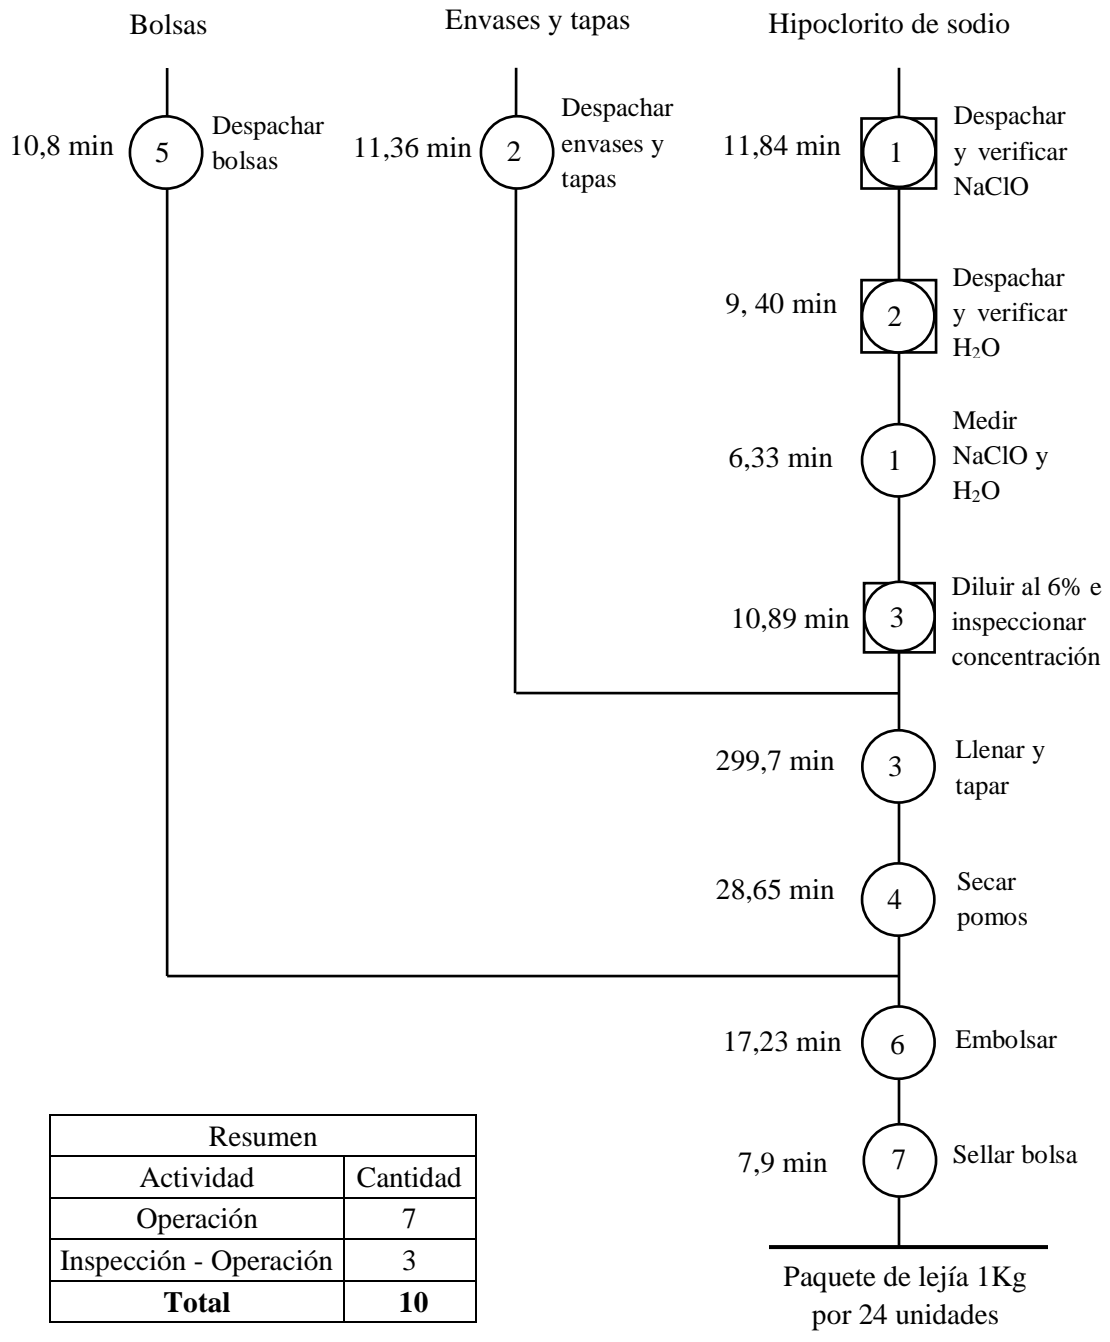 Bolsas
Envases y tapas
Hipoclorito de sodio
10,8 min
5
Despachar
bolsas
11,36 min
2
Despachar
envases y
tapas
11,84 min
1
Despachar
y verificar
NaClO
9, 40 min
2
Despachar
y verificar
H₂O
6,33 min
1
Medir
NaClO y
H₂O
10,89 min
3
Diluir al 6% e
inspeccionar
concentración
299,7 min
3
Llenar y
tapar
28,65 min
4
Secar
pomos
17,23 min
6
Embolsar
7,9 min
7
Sellar bolsa
Paquete de lejía 1Kg
por 24 unidades
Resumen
Actividad Cantidad
Operación 7
Inspección - Operación 3
Total 10